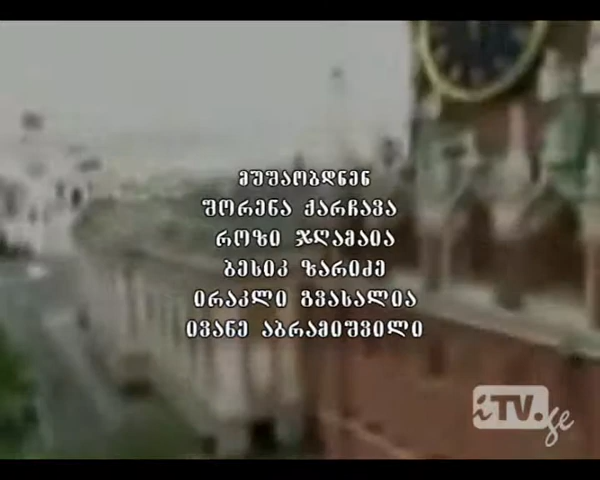 მუშაობდნენ
შორენა ქარჩავა
როზი ჯღამაია
ბესიკ ზარიძე
ირაკლი გვასალია
ივანე აბრამიშვილი
iTV.ge